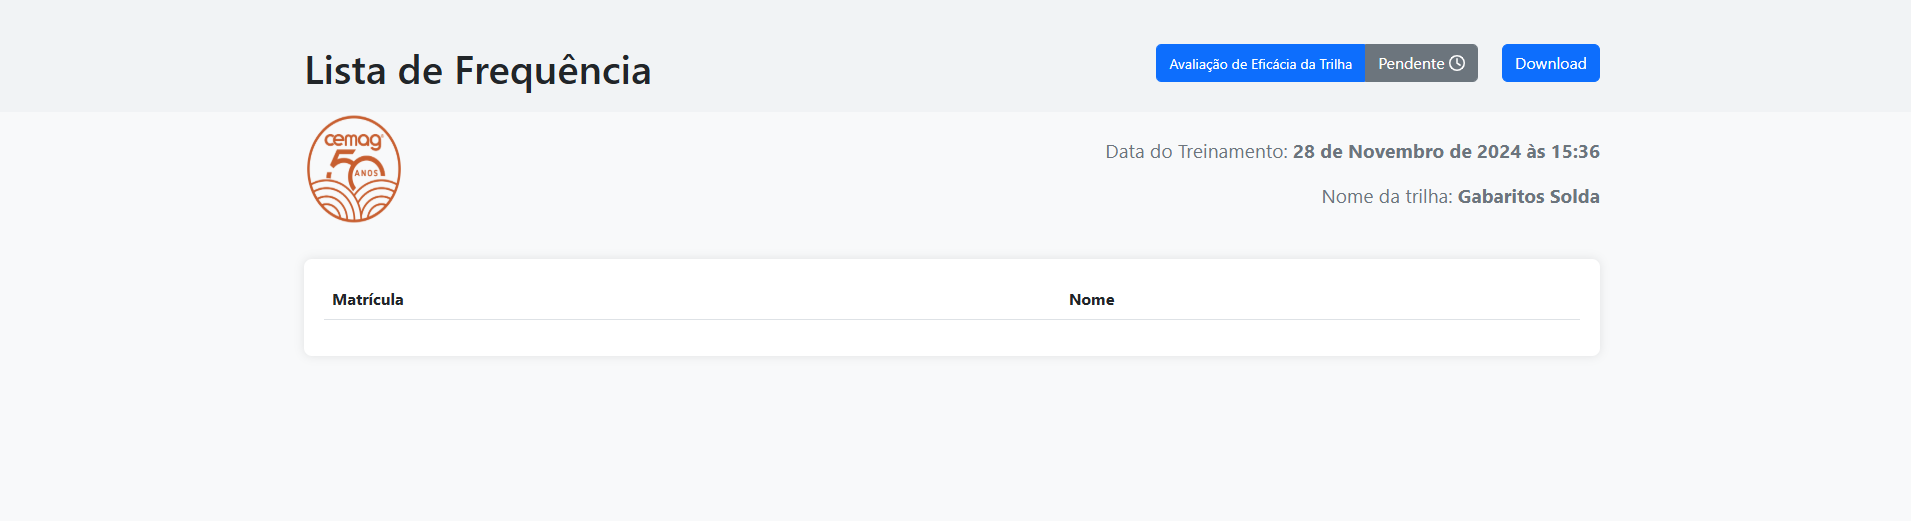 Lista de Frequência
Avaliação de Eficácia da Trilha Pendente Download
cemag
50
ANOS
Data do Treinamento: 28 de Novembro de 2024 às 15:36
Nome da trilha: Gabaritos Solda
Matrícula Nome